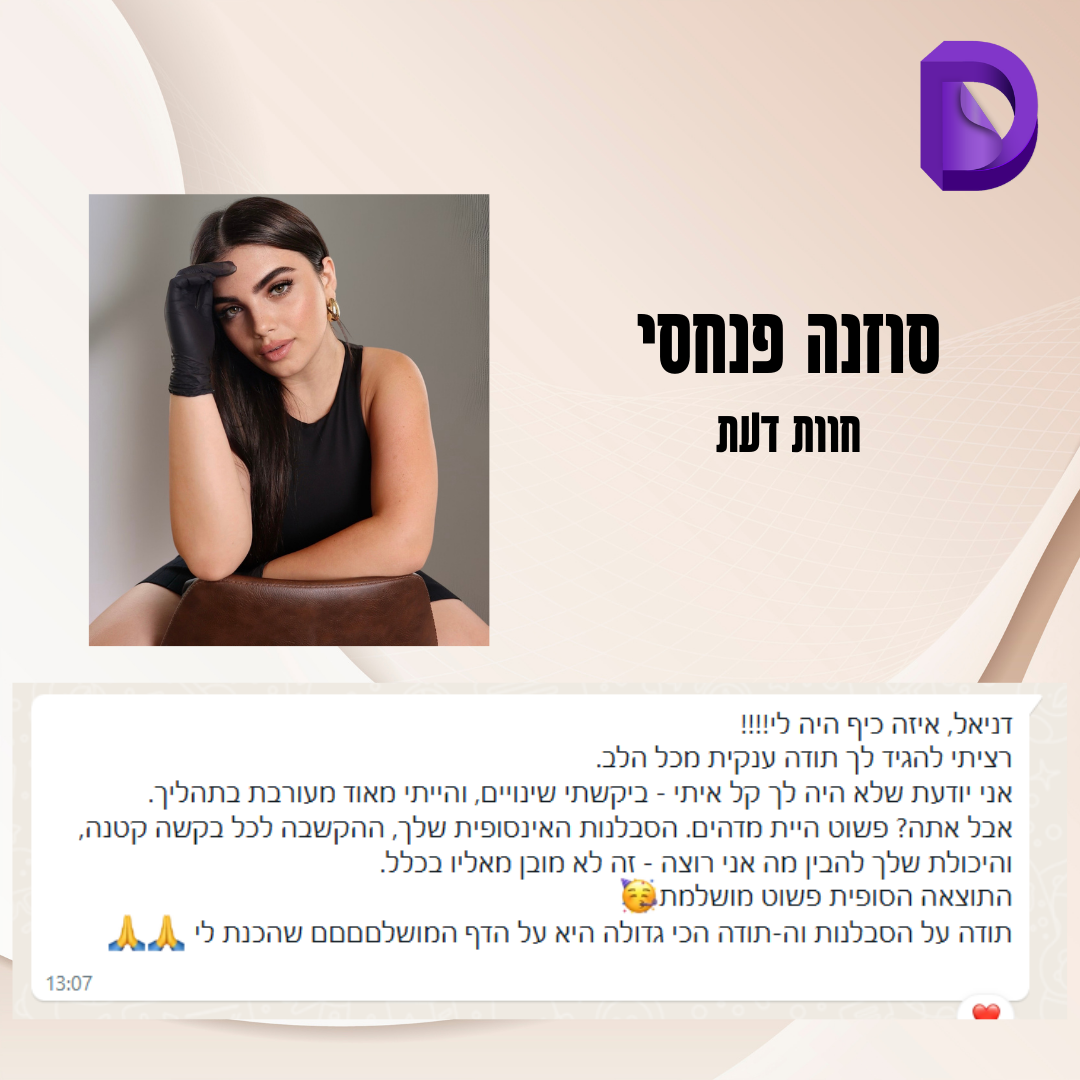 סוזנה פנחסי
חוות דעת
דניאל, איזה כיף היה לי!!!!
רציתי להגיד לך תודה ענקית מכל הלב.
אני יודעת שלא היה לך קל איתי - ביקשתי שינויים, והייתי מאוד מעורבת בתהליך.
אבל אתה? פשוט היית מדהים. הסבלנות האינסופית שלך, ההקשבה לכל בקשה קטנה,
והיכולת שלך להבין מה אני רוצה - זה לא מובן מאליו בכלל.
התוצאה הסופית פשוט מושלמת🥳
תודה על הסבלנות וה-תודה הכי גדולה היא על הדף המושלםםםם שהכנת לי 🙏🙏
13:07